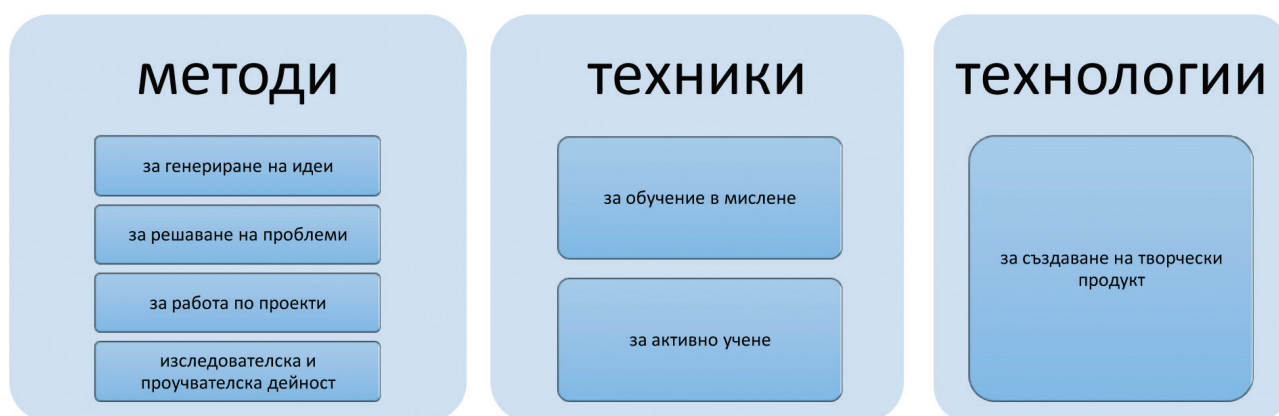 методи
за генериране на идеи
за решаване на проблеми
за работа по проекти
изследователска и
проучвателска дейност
техники
за обучение в мислене
за активно учене
технологии
за създаване на творчески
продукт